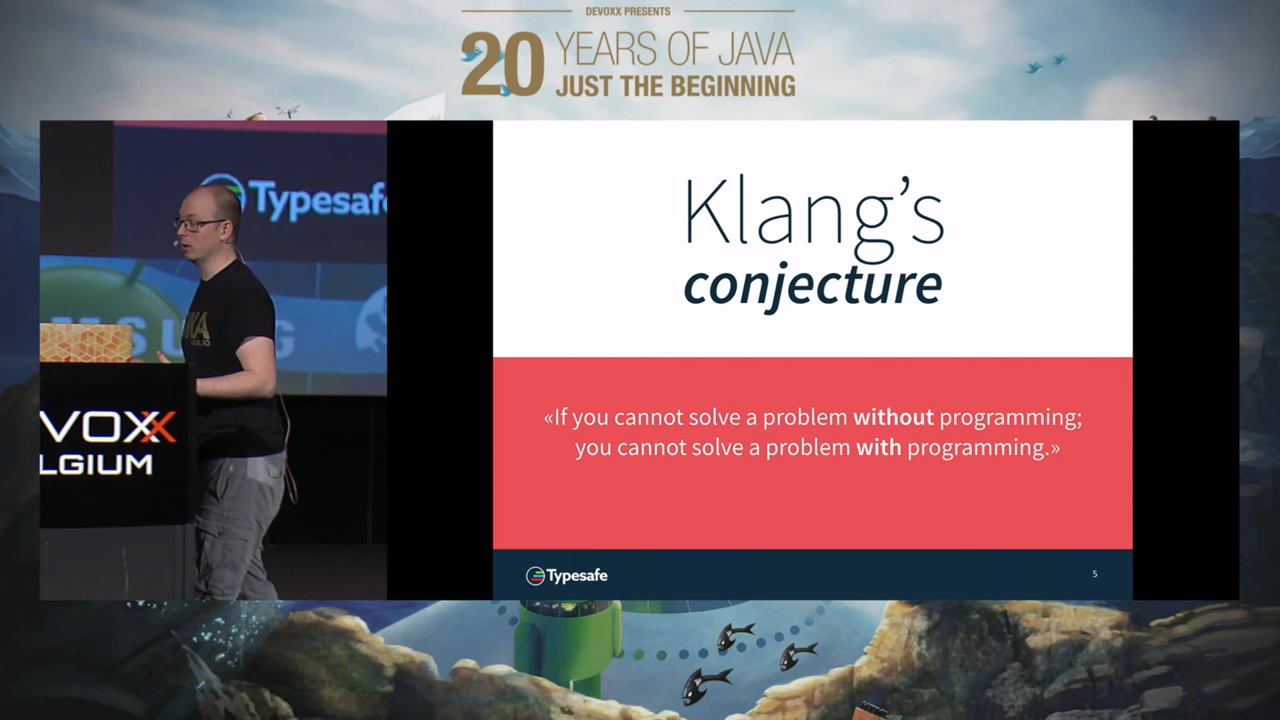 DEVOXX PRESENTS
20 YEARS OF JAVA
JUST THE BEGINNING
Typesafe
Klang's
conjecture
«If you cannot solve a problem without programming;
you cannot solve a problem with programming.»
Typesafe
5
VOXX
LGIUM